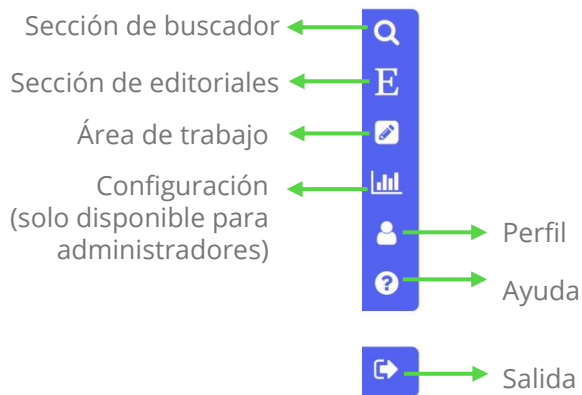 Sección de buscador
E
Sección de editoriales
Área de trabajo
Configuración
(solo disponible para
administradores)
Perfil
?
Ayuda
Salida